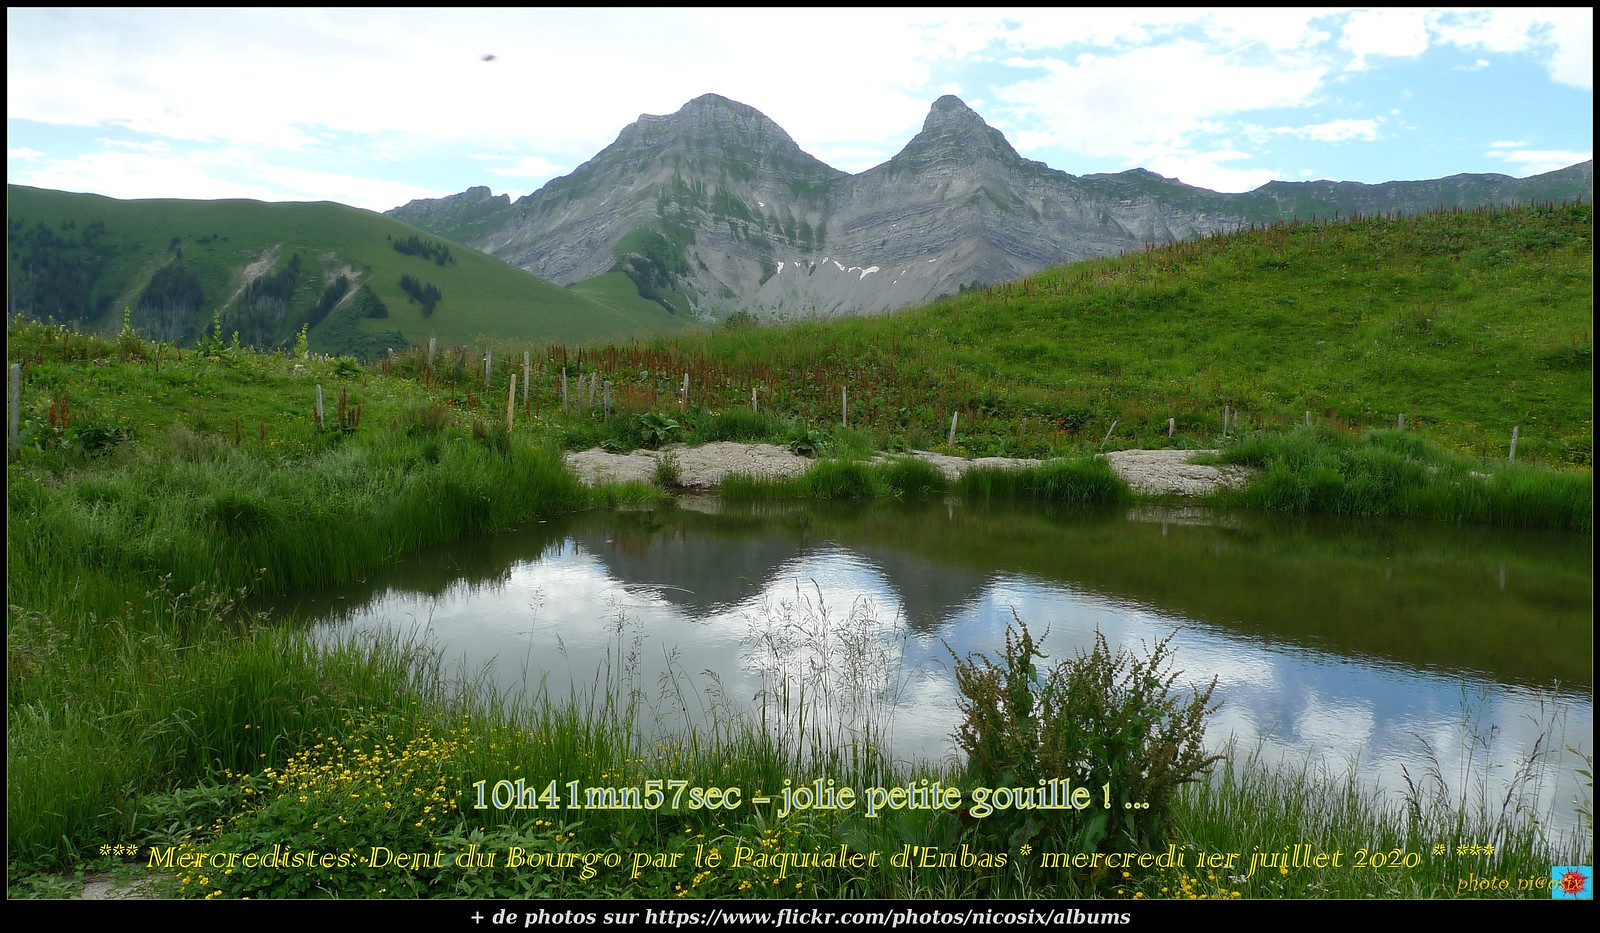 10h41mn57sec - jolie petite gouille ! ...
*** Mercredistes: Dent du Bourgo par le Paquialet d'Enbas * mercredi 1er juillet 2020 * ***
photo ni@osix
+ de photos sur https://www.flickr.com/photos/nicosix/albums